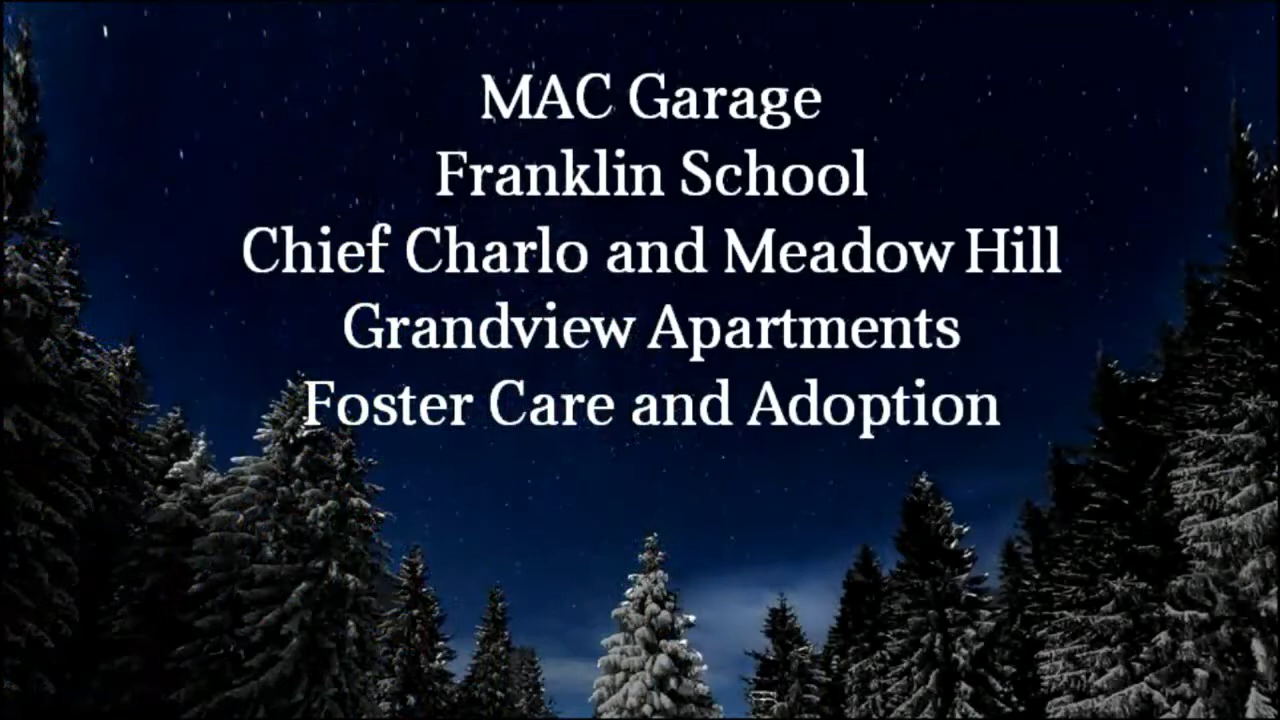 MAC Garage
Franklin School
Chief Charlo and Meadow Hill
Grandview Apartments
Foster Care and Adoption